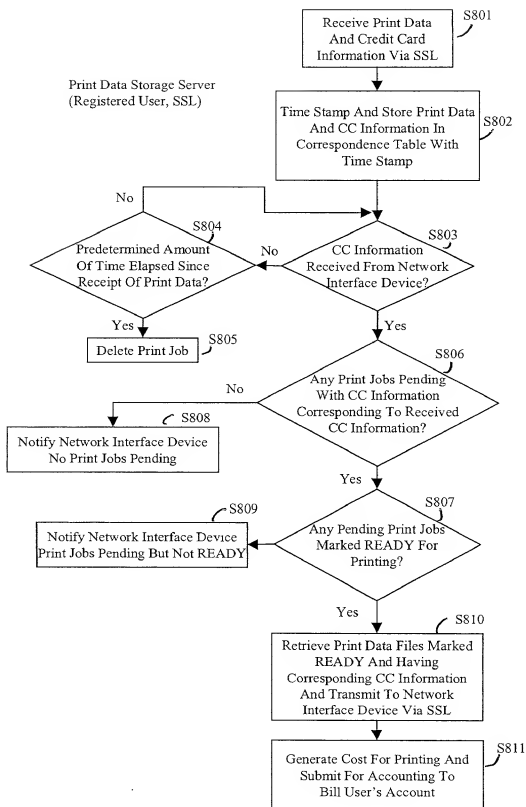 Receive Print Data
And Credit Card
Information Via SSL
S801
Print Data Storage Server
(Registered User, SSL)
Time Stamp And Store Print Data
And CC Information In
Correspondence Table With
Time Stamp
S802
No
S804
Predetermined Amount
Of Time Elapsed Since
Receipt Of Print Data?
No
S803
CC Information
Received From Network
Interface Device?
Yes
S805
Delete Print Job
Yes
S806
Any Print Jobs Pending
With CC Information
Corresponding To Received
CC Information?
No
S808
Notify Network Interface Device
No Print Jobs Pending
Yes
S807
Any Pending Print Jobs
Marked READY For
Printing?
S809
Notify Network Interface Device
Print Jobs Pending But Not READY
Yes
S810
Retrieve Print Data Files Marked
READY And Having
Corresponding CC Information
And Transmit To Network
Interface Device Via SSL
S811
Generate Cost For Printing And
Submit For Accounting To
Bill User's Account